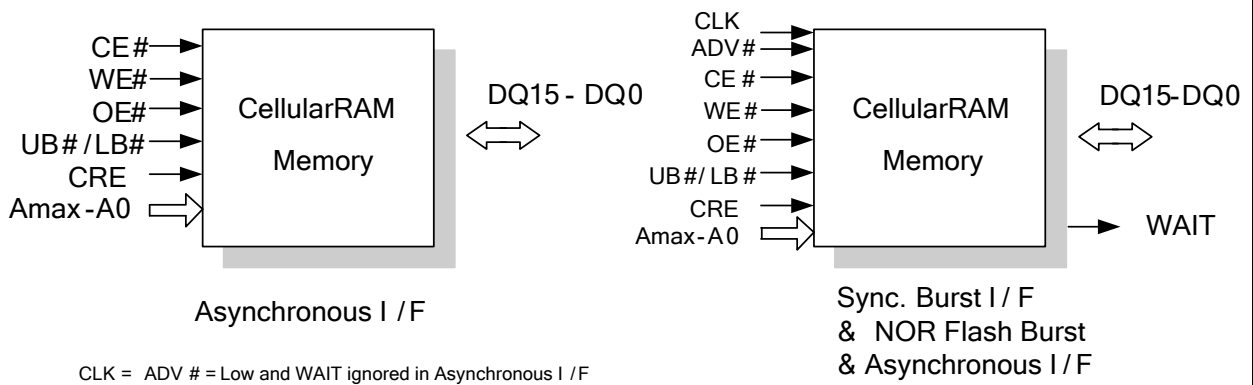 CE#
WE#
OE#
UB#/LB#
CRE
Amax-A0
CellularRAM
Memory
DQ15 - DQ0
Asynchronous I/F
CLK = ADV # = Low and WAIT ignored in Asynchronous I/F
CLK
ADV#
CE#
WE#
OE#
UB#/LB#
CRE
Amax-A0
CellularRAM
Memory
DQ15-DQ0
WAIT
Sync. Burst I/F
& NOR Flash Burst
& Asynchronous I/F